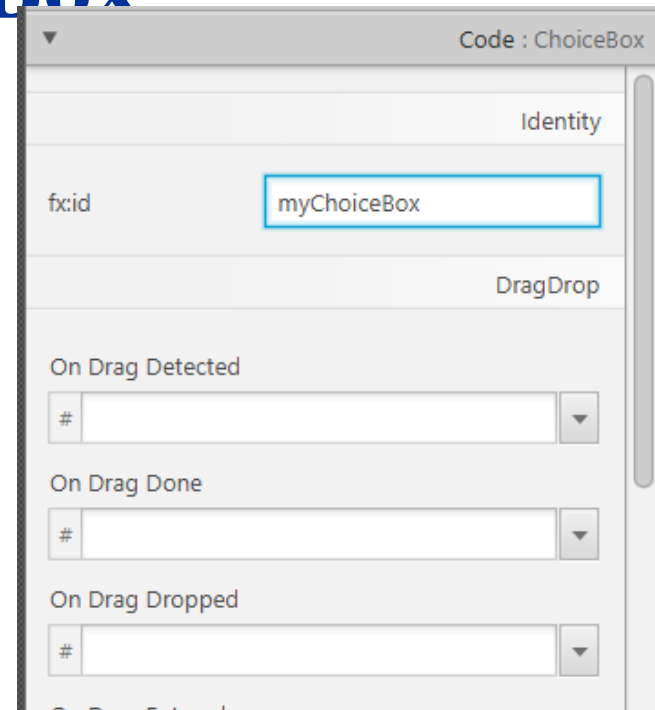 Code : ChoiceBox
Identity
fx:id
myChoiceBox
DragDrop
On Drag Detected
#
On Drag Done
#
On Drag Dropped
#